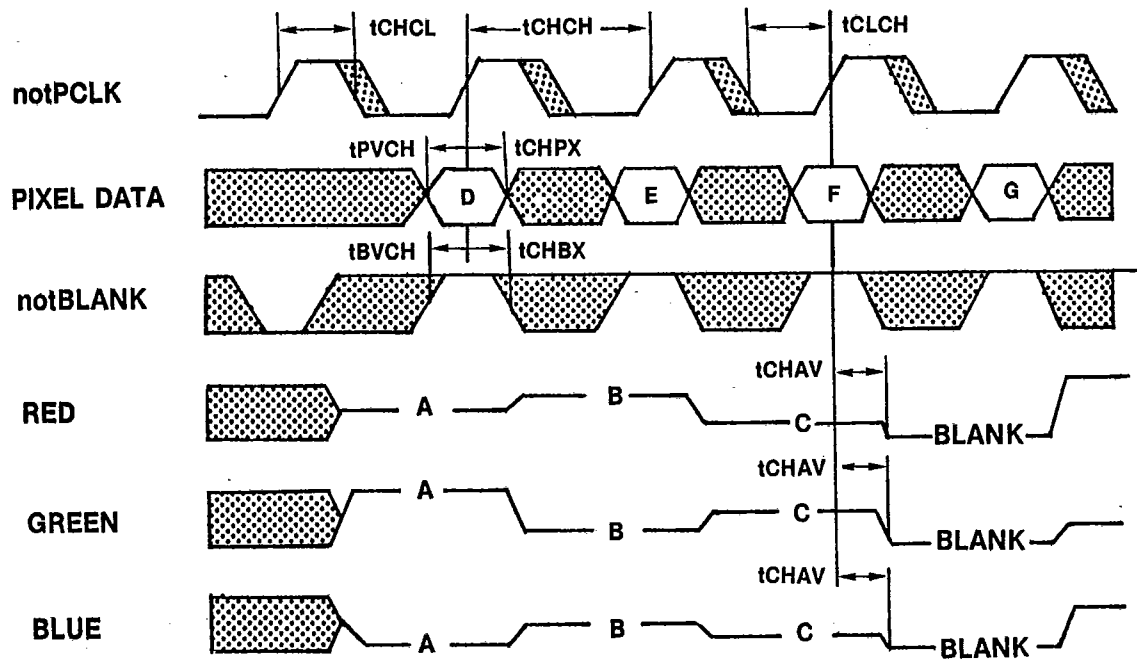 tCHCL tCHCH tCLCH
notPCLK
tPVCH tCHPX
PIXEL DATA D E F G
tBVCH tCHBX
notBLANK
tCHAV
RED A B C BLANK
tCHAV
GREEN A B C BLANK
tCHAV
BLUE A B C BLANK